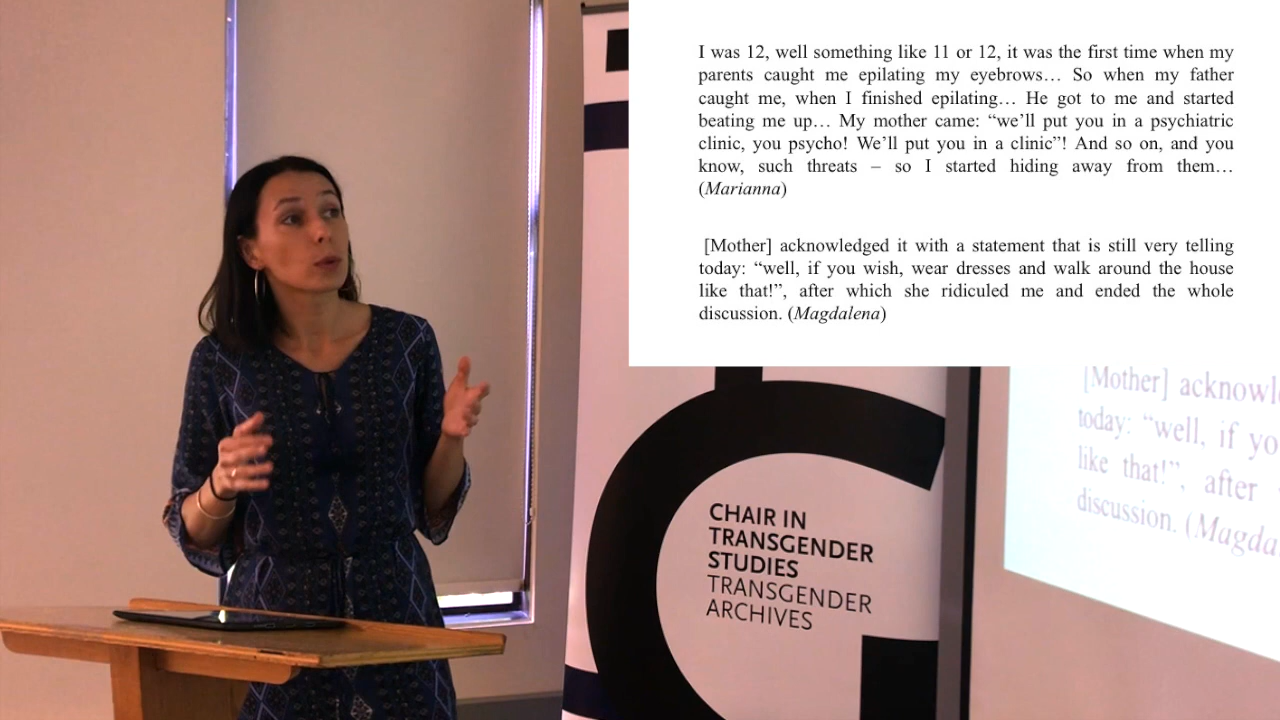 I was 12, well something like 11 or 12, it was the first time when my
parents caught me epilating my eyebrows… So when my father
caught me, when I finished epilating… He got to me and started
beating me up… My mother came: “we’ll put you in a psychiatric
clinic, you psycho! We’ll put you in a clinic”! And so on, and you
know, such threats – so I started hiding away from them…
(Marianna)
[Mother] acknowledged it with a statement that is still very telling
today: “well, if you wish, wear dresses and walk around the house
like that!”, after which she ridiculed me and ended the whole
discussion. (Magdalena)
CHAIR IN
TRANSGENDER
STUDIES
TRANSGENDER
ARCHIVES
[Mother] acknowl
today: “well, if yo
like that!”, after
discussion. (Magda